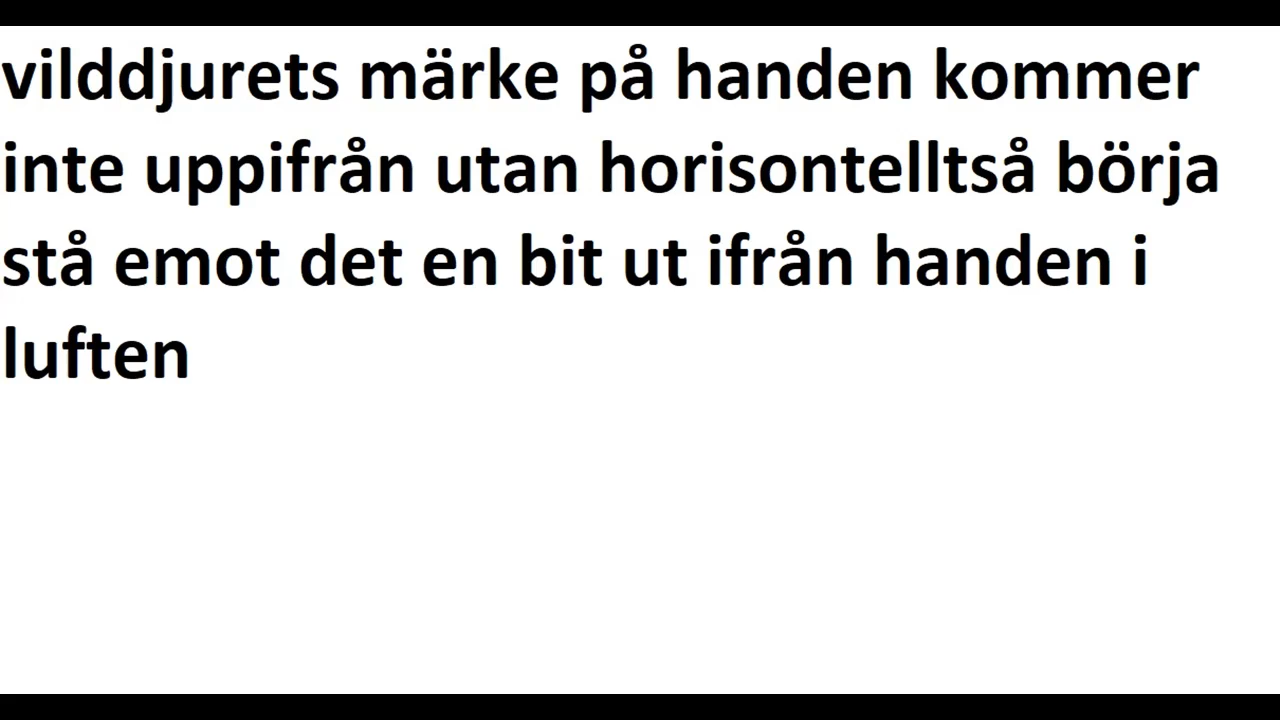 vilddjurets märke på handen kommer
inte uppifrån utan horisontelltså börja
stå emot det en bit ut ifrån handen i
luften